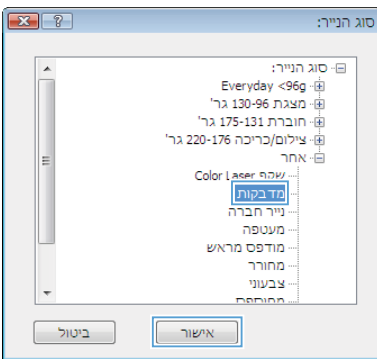 סוג הנייר:
סוג הנייר:
Everyday <96g
מצגת 130-96 גר'
חוברת 175-131 גר'
צילום/כריכה 220-176 גר'
אחר
שקף Color Laser
מדבקות
נייר חברה
מעטפה
מודפס מראש
מחורר
צבעוני
מחוספס
אישור
ביטול